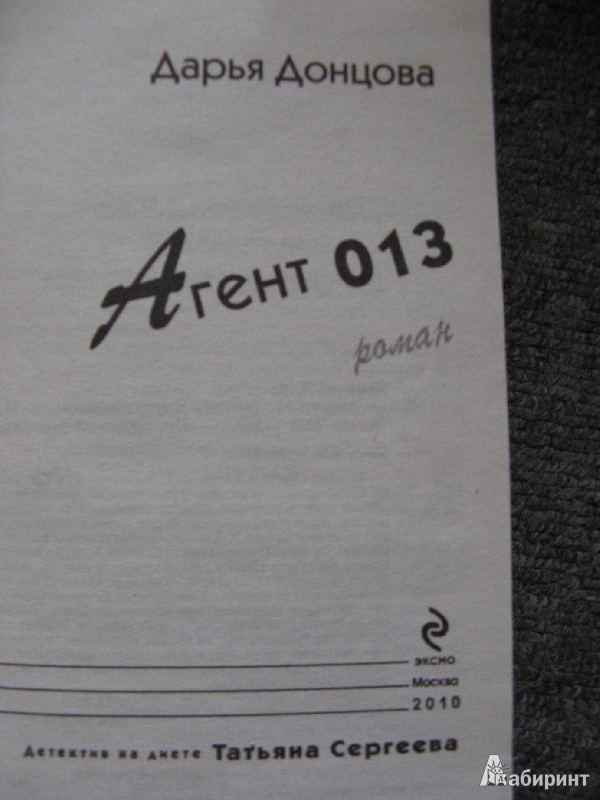 Дарья Донцова
Агент 013
роман
эксмо
Москва
2010
Детектив на диете Татьяна Сергеева
Лабиринт